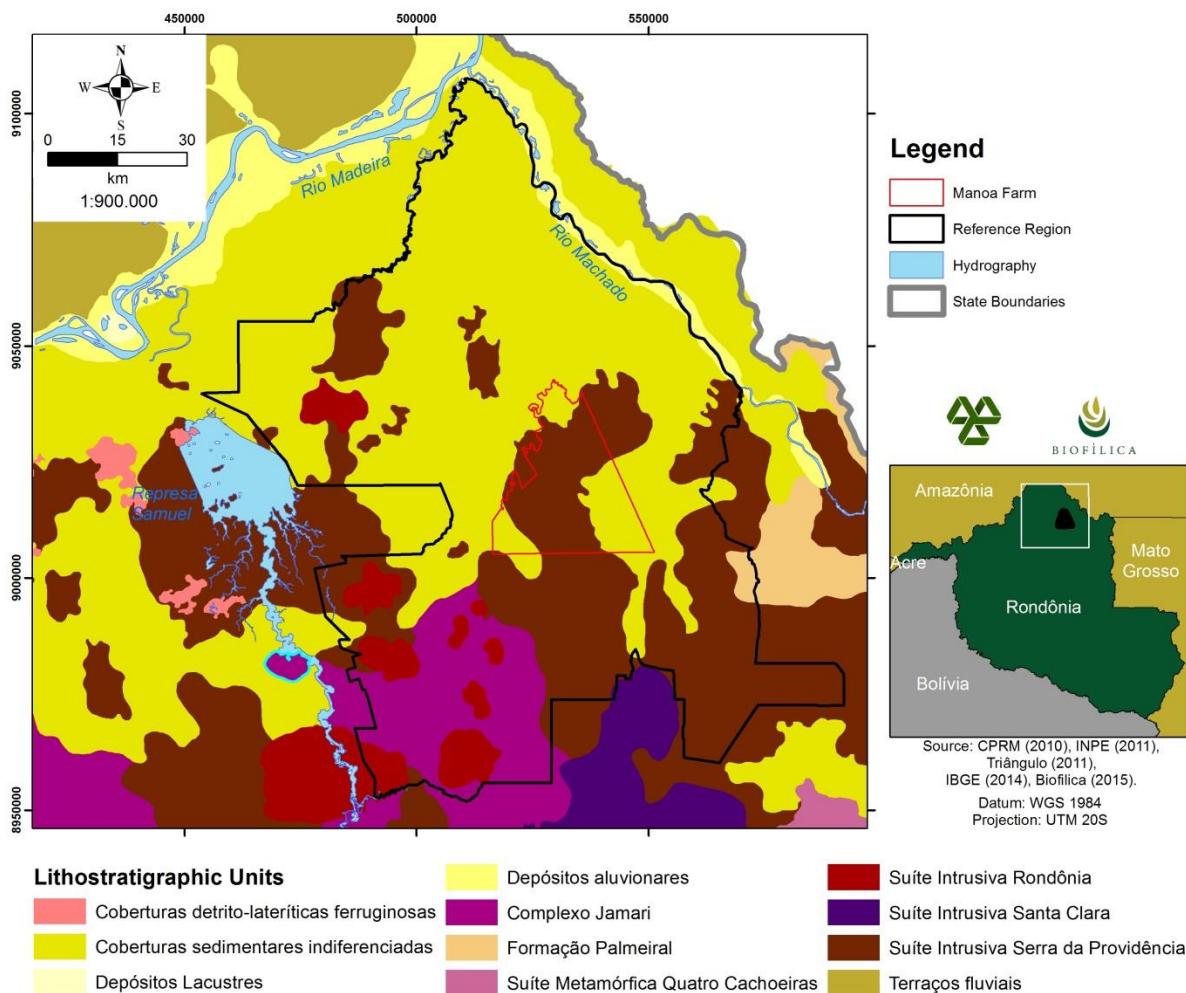 450000 500000 550000
N
W E
S
0 15 30
km
1:900.000
9100000
9050000
9000000
8950000
Rio Madeira
Rio Machado
Represa
Samuel
Legend
Manoa Farm
Reference Region
Hydrography
State Boundaries
BIOFÍLICA
Amazônia
Acre
Mato
Grosso
Rondônia
Bolívia
Source: CPRM (2010), INPE (2011),
Triângulo (2011),
IBGE (2014), Biofilica (2015).
Datum: WGS 1984
Projection: UTM 20S
Lithostratigraphic Units
Coberturas detrito-lateríticas ferruginosas
Coberturas sedimentares indiferenciadas
Depósitos Lacustres
Depósitos aluvionares
Complexo Jamari
Formação Palmeiral
Suíte Metamórfica Quatro Cachoeiras
Suíte Intrusiva Rondônia
Suíte Intrusiva Santa Clara
Suíte Intrusiva Serra da Providência
Terraços fluviais